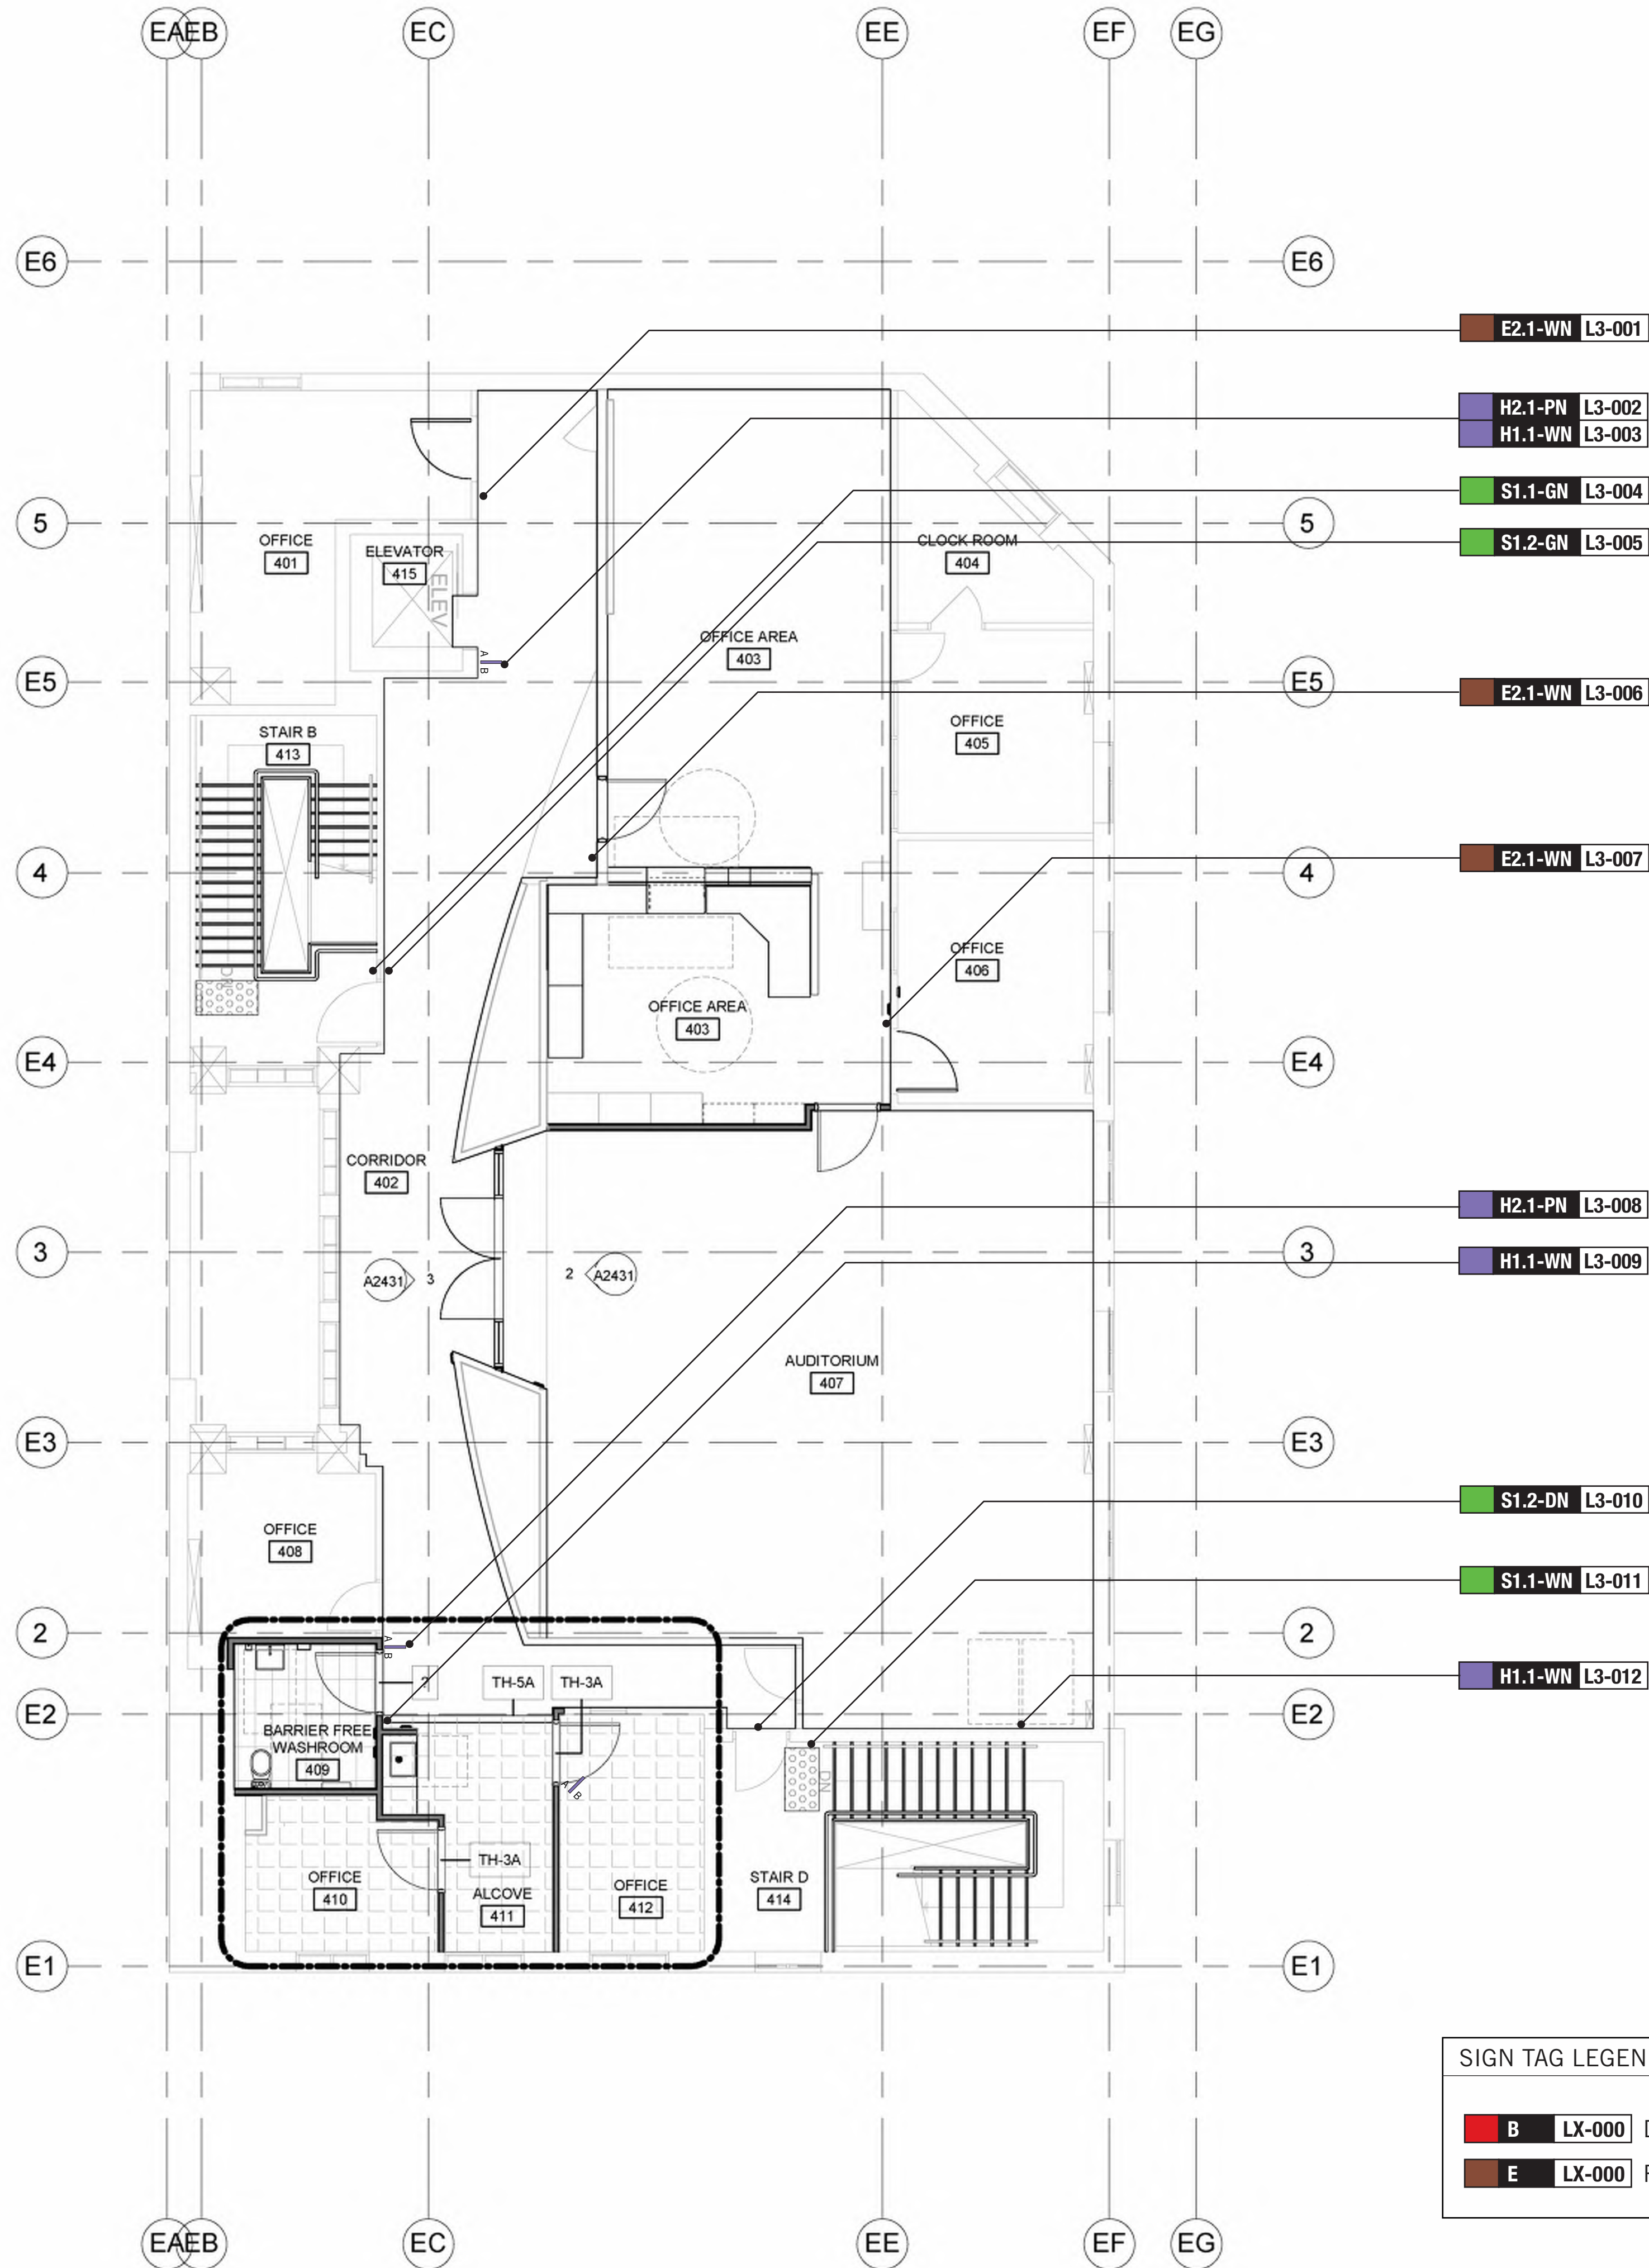 EA EB EC EE EF EG
E6 E6
E2.1-WN L3-001
H2.1-PN L3-002
H1.1-WN L3-003
S1.1-GN L3-004
5 5
OFFICE
401
ELEVATOR
415
ELEV
CLOCK ROOM
404
S1.2-GN L3-005
OFFICE AREA
403
A
B
E5 E5
E2.1-WN L3-006
STAIR B
413
OFFICE
405
4 4
E2.1-WN L3-007
OFFICE
406
OFFICE AREA
403
E4 E4
CORRIDOR
402
H2.1-PN L3-008
3 3
H1.1-WN L3-009
A2431 3
2 A2431
AUDITORIUM
407
E3 E3
S1.2-DN L3-010
OFFICE
408
S1.1-WN L3-011
2 2
A
B
?
TH-5A
TH-3A
H1.1-WN L3-012
E2 E2
BARRIER FREE
WASHROOM
409
A
B
DN
TH-3A
OFFICE
410
ALCOVE
411
OFFICE
412
STAIR D
414
E1 E1
SIGN TAG LEGEN
B LX-000
E LX-000
EA EB EC EE EF EG